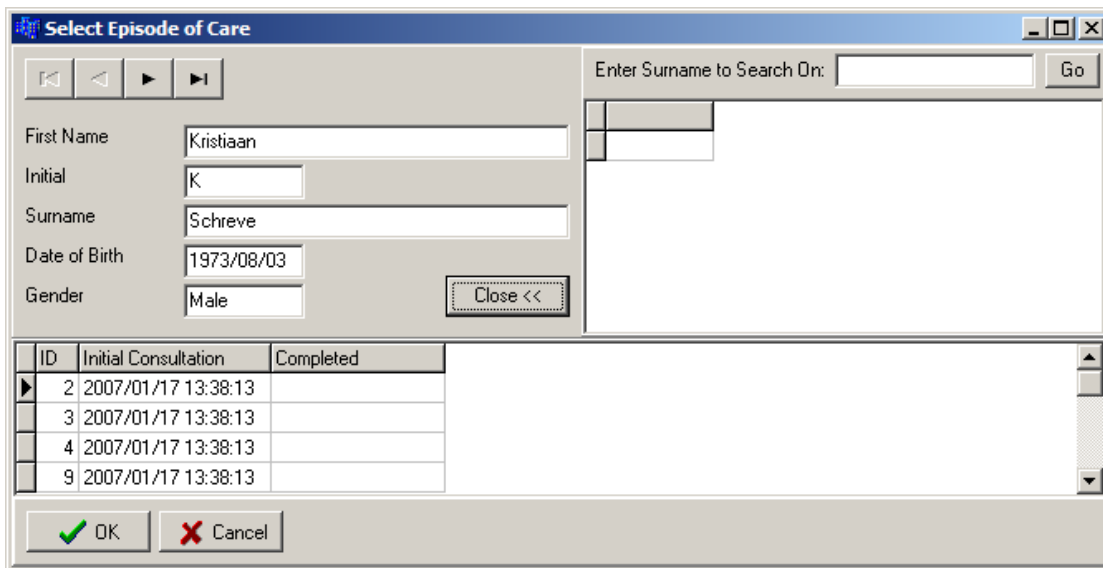 Select Episode of Care
Enter Surname to Search On:
Go
First Name Kristiaan
Initial K
Surname Schreve
Date of Birth 1973/08/03
Gender Male
Close <<
ID Initial Consultation Completed
2 2007/01/17 13:38:13
3 2007/01/17 13:38:13
4 2007/01/17 13:38:13
9 2007/01/17 13:38:13
OK Cancel